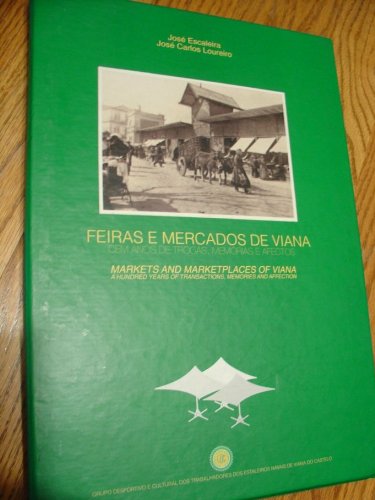 José Escaleira
José Carlos Loureiro
FEIRAS E MERCADOS DE VIANA
CEM ANOS DE TROCAS, MEMÓRIAS E AFECTOS
MARKETS AND MARKETPLACES OF VIANA
A HUNDRED YEARS OF TRANSACTIONS, MEMORIES AND AFFECTION
GRUPO DESPORTIVO E CULTURAL DOS TRABALHADORES DOS ESTALEIROS NAVAIS DE VIANA DO CASTELO